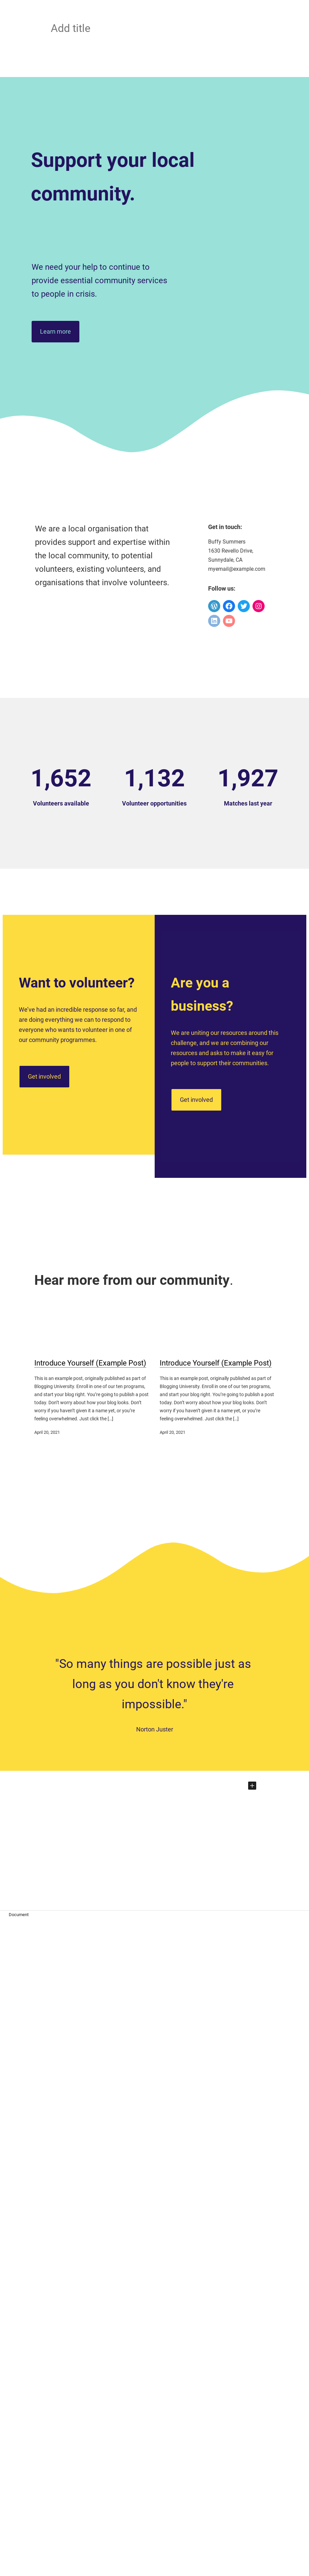 Add title
Support your local
community.
We need your help to continue to
provide essential community services
to people in crisis.
Learn more
We are a local organisation that
provides support and expertise within
the local community, to potential
volunteers, existing volunteers, and
organisations that involve volunteers.
Get in touch:
Buffy Summers
1630 Revello Drive,
Sunnydale, CA
myemail@example.com
Follow us:
1,652
Volunteers available
1,132
Volunteer opportunities
1,927
Matches last year
Want to volunteer?
We've had an incredible response so far, and
are doing everything we can to respond to
everyone who wants to volunteer in one of
our community programmes.
Get involved
Are you a
business?
We are uniting our resources around this
challenge, and we are combining our
resources and asks to make it easy for
people to support their communities.
Get involved
Hear more from our community.
Introduce Yourself (Example Post)
This is an example post, originally published as part of
Blogging University. Enroll in one of our ten programs,
and start your blog right. You're going to publish a post
today. Don't worry about how your blog looks. Don't
worry if you haven't given it a name yet, or you're
feeling overwhelmed. Just click the [...]
April 20, 2021
Introduce Yourself (Example Post)
This is an example post, originally published as part of
Blogging University. Enroll in one of our ten programs,
and start your blog right. You're going to publish a post
today. Don't worry about how your blog looks. Don't
worry if you haven't given it a name yet, or you're
feeling overwhelmed. Just click the [...]
April 20, 2021
"So many things are possible just as
long as you don't know they're
impossible."
Norton Juster
Document